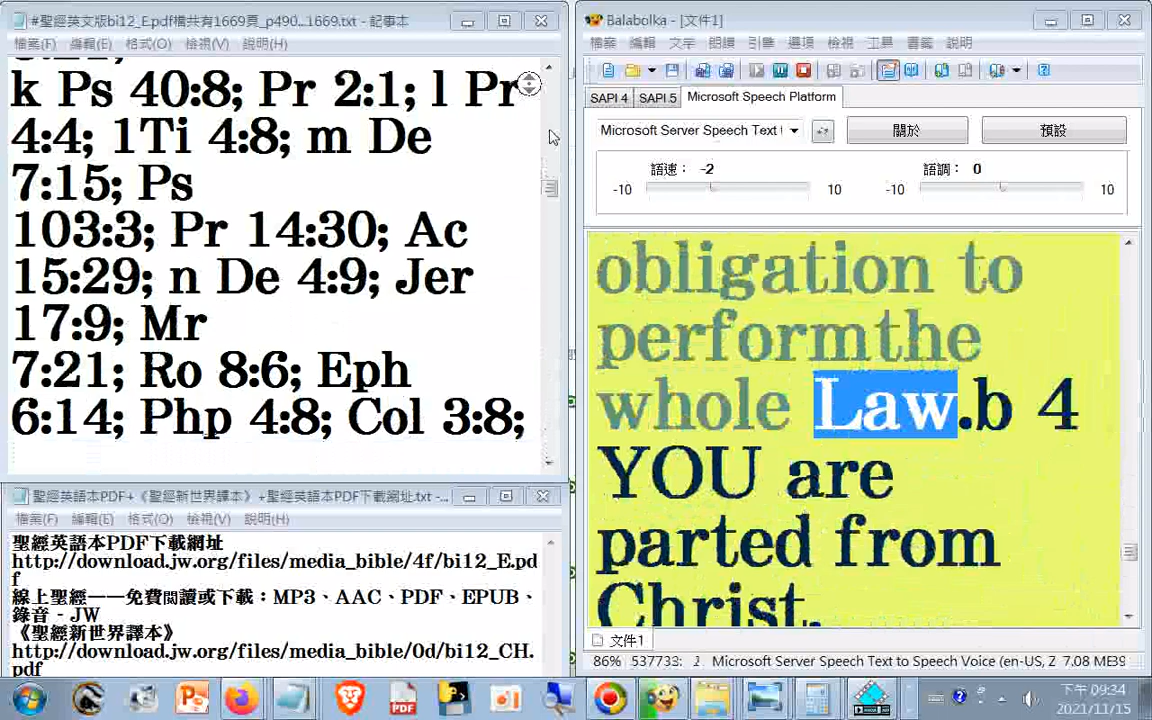 #聖經英文版bi12_E.pdf檔共有1669頁_p490...1669.txt - 記事本
檔案(F) 編輯(E) 格式(O) 檢視(V) 說明(H)
k Ps 40:8; Pr 2:1; l Pr
4:4; 1Ti 4:8; m De
7:15; Ps
103:3; Pr 14:30; Ac
15:29; n De 4:9; Jer
17:9; Mr
7:21; Ro 8:6; Eph
6:14; Php 4:8; Col 3:8;
聖經英語本PDF+《聖經新世界譯本》+聖經英語本PDF下載網址.txt -...
檔案(F) 編輯(E) 格式(O) 檢視(V) 說明(H)
聖經英語本PDF下載網址
http://download.jw.org/files/media_bible/4f/bi12_E.pd
f
線上聖經──免費閱讀或下載：MP3、AAC、PDF、EPUB、
錄音 - JW
《聖經新世界譯本》
http://download.jw.org/files/media_bible/0d/bi12_CH.
pdf
Balabolka - [文件1]
檔案 編輯 文字 朗讀 引擎 選項 檢視 工具 書籤 說明
SAPI 4 SAPI 5 Microsoft Speech Platform
Microsoft Server Speech Text 關於 預設
語速： -2 語調： 0
-10 10 -10 10
obligation to
performthe
whole Law.b 4
YOU are
parted from
Christ,
文件1
86% 537733: Microsoft Server Speech Text to Speech Voice (en-US, Z 7.08 ME
下午 09:34
2021/11/15